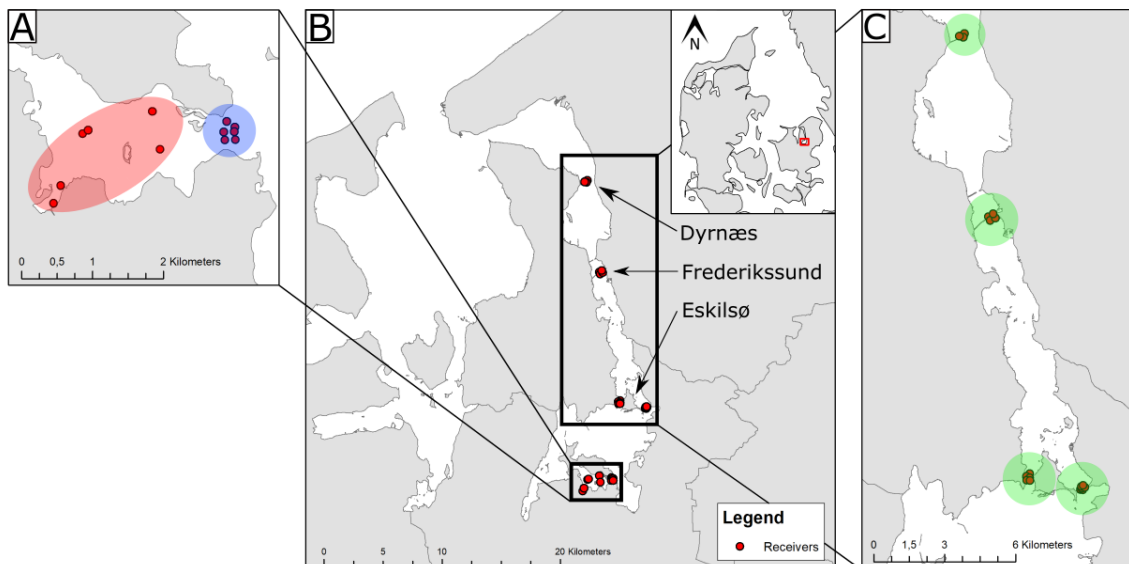 A
B
C
N
Dyrnæs
Frederikssund
Eskilsø
0 0,5 1 2 Kilometers
0 5 10 20 Kilometers
Legend
Receivers
0 1,5 3 6 Kilometers